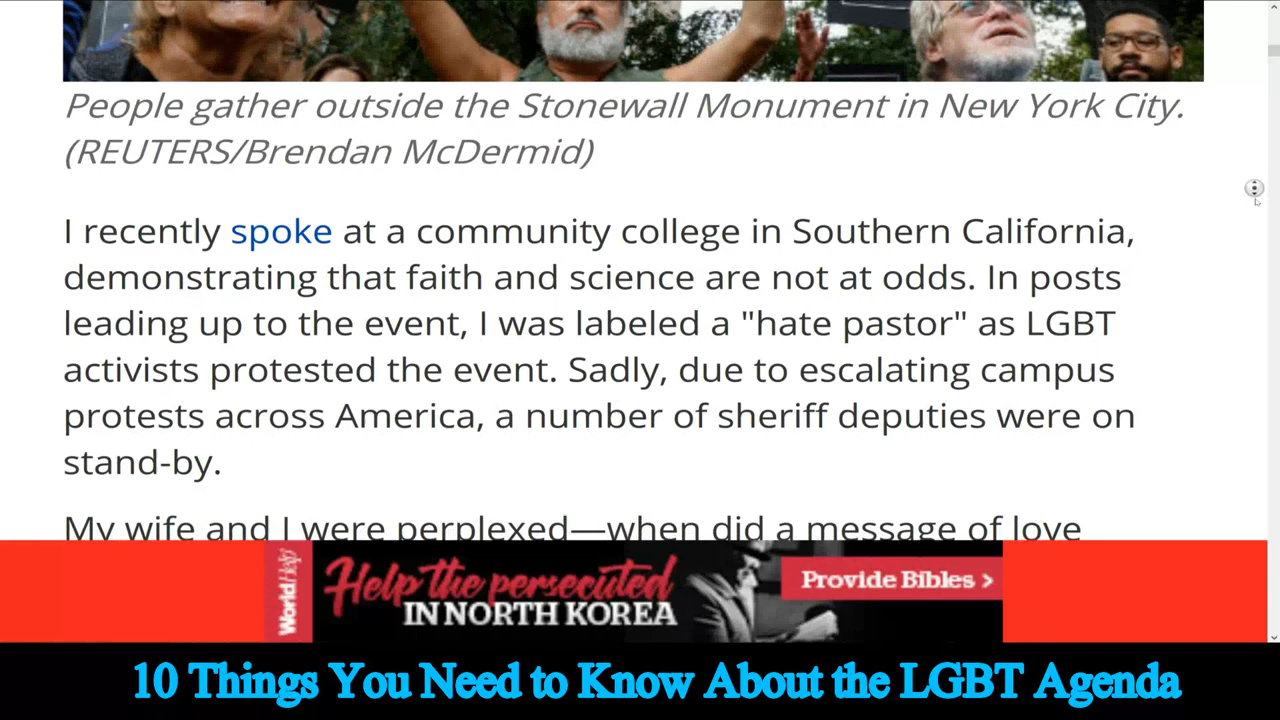 People gather outside the Stonewall Monument in New York City.
(REUTERS/Brendan McDermid)
I recently spoke at a community college in Southern California,
demonstrating that faith and science are not at odds. In posts
leading up to the event, I was labeled a "hate pastor" as LGBT
activists protested the event. Sadly, due to escalating campus
protests across America, a number of sheriff deputies were on
stand-by.
My wife and I were perplexed—when did a message of love
WorldHelp
Help the persecuted
IN NORTH KOREA
Provide Bibles >
10 Things You Need to Know About the LGBT Agenda